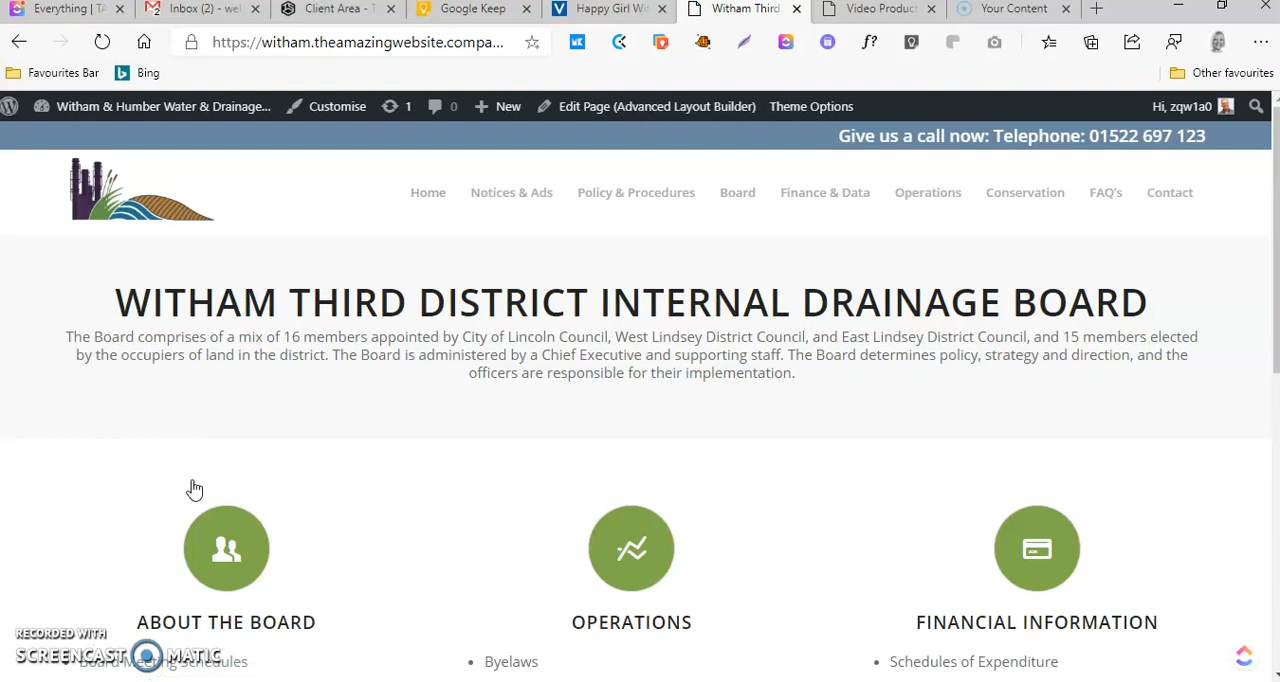 Everything | TA
Inbox (2) - wel
Client Area - T
Google Keep
Happy Girl Wi
Witham Third
Video Produc
Your Content
https://witham.theamazingwebsite.compa...
Favourites Bar
Bing
Other favourites
Witham & Humber Water & Drainage...
Customise
1
0
New
Edit Page (Advanced Layout Builder)
Theme Options
Hi, zqw1a0
Give us a call now: Telephone: 01522 697 123
Home
Notices & Ads
Policy & Procedures
Board
Finance & Data
Operations
Conservation
FAQ's
Contact
WITHAM THIRD DISTRICT INTERNAL DRAINAGE BOARD
The Board comprises of a mix of 16 members appointed by City of Lincoln Council, West Lindsey District Council, and East Lindsey District Council, and 15 members elected
by the occupiers of land in the district. The Board is administered by a Chief Executive and supporting staff. The Board determines policy, strategy and direction, and the
officers are responsible for their implementation.
ABOUT THE BOARD
OPERATIONS
FINANCIAL INFORMATION
Board Meeting Schedules
• Byelaws
• Schedules of Expenditure
RECORDED WITH
SCREENCAST MATIC